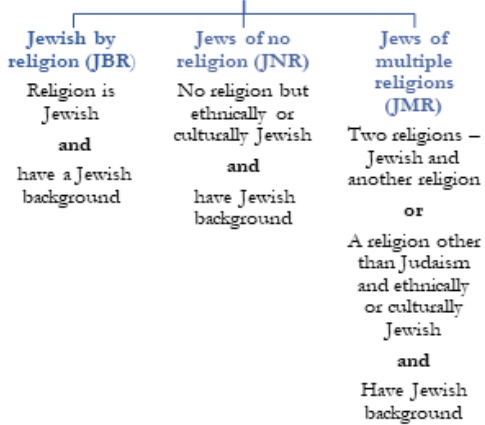 Jewish by
religion (JBR)
Religion is
Jewish
and
have a Jewish
background
Jews of no
religion (JNR)
No religion but
ethnically or
culturally Jewish
and
have Jewish
background
Jews of
multiple
religions
(JMR)
Two religions –
Jewish and
another religion
or
A religion other
than Judaism
and ethnically
or culturally
Jewish
and
Have Jewish
background